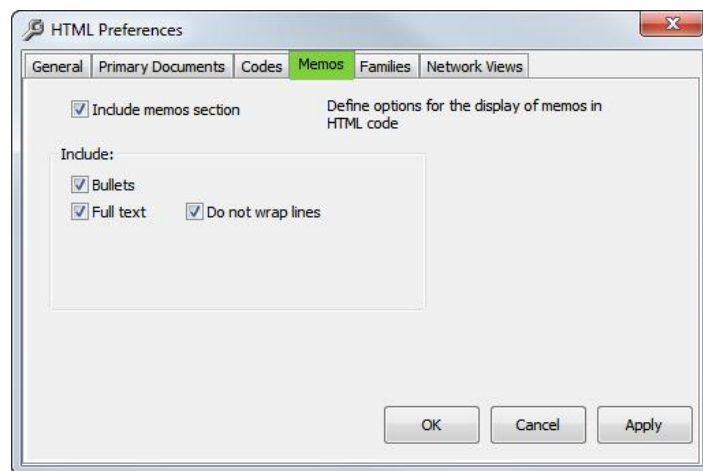 HTML Preferences
General Primary Documents Codes Memos Families Network Views
Include memos section
Define options for the display of memos in
HTML code
Include:
Bullets
Full text Do not wrap lines
OK Cancel Apply